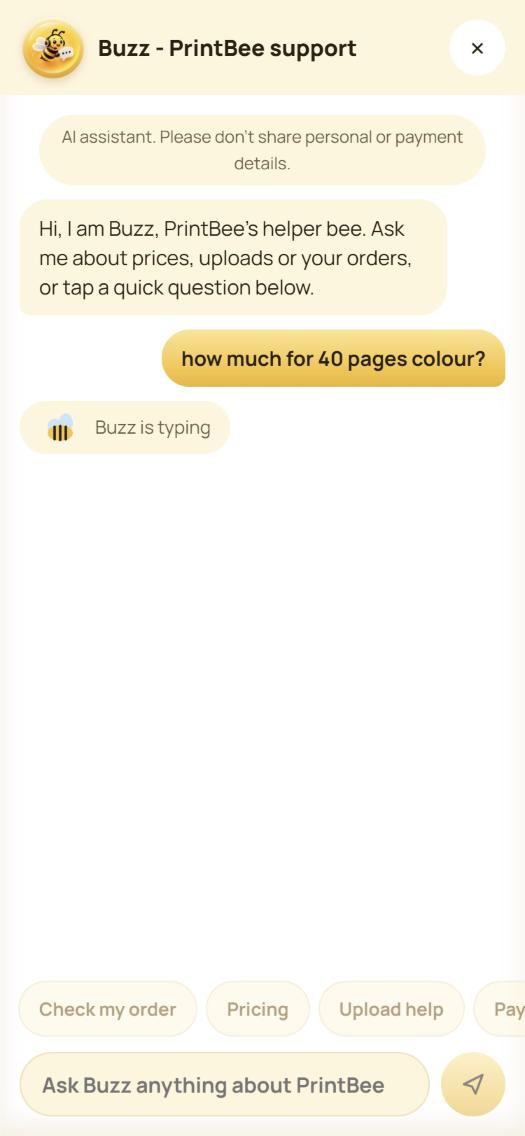 Buzz - PrintBee support
AI assistant. Please don't share personal or payment
details.
Hi, I am Buzz, PrintBee's helper bee. Ask
me about prices, uploads or your orders,
or tap a quick question below.
how much for 40 pages colour?
Buzz is typing
Check my order
Pricing
Upload help
Pay
Ask Buzz anything about PrintBee